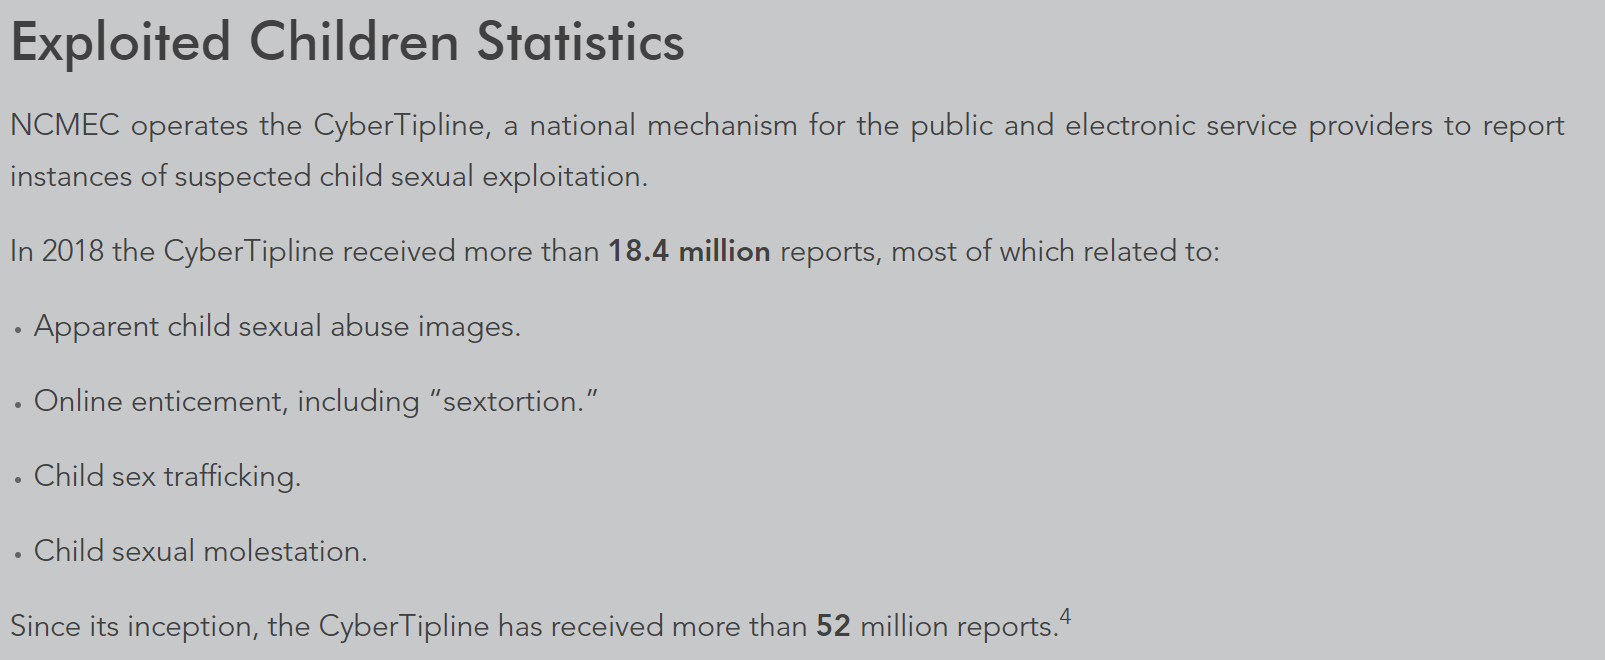 Exploited Children Statistics
NCMEC operates the CyberTipline, a national mechanism for the public and electronic service providers to report
instances of suspected child sexual exploitation.
In 2018 the CyberTipline received more than 18.4 million reports, most of which related to:
• Apparent child sexual abuse images.
• Online enticement, including “sextortion.”
• Child sex trafficking.
• Child sexual molestation.
Since its inception, the CyberTipline has received more than 52 million reports.⁴